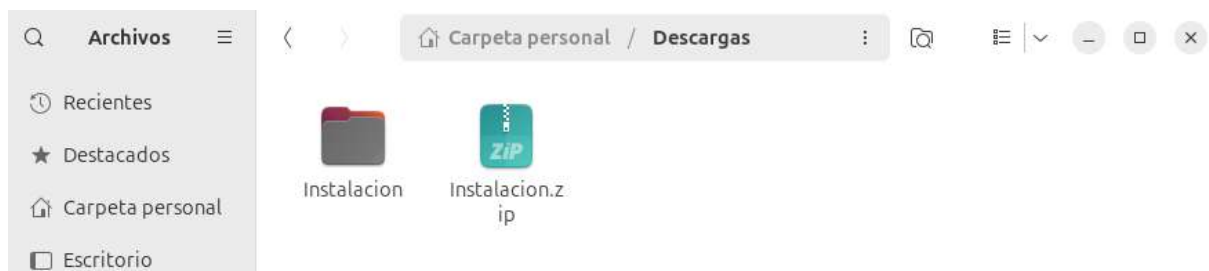 Archivos
Carpeta personal / Descargas
Recientes
Destacados
Carpeta personal
Escritorio
Instalacion
ZIP
Instalacion.z
ip